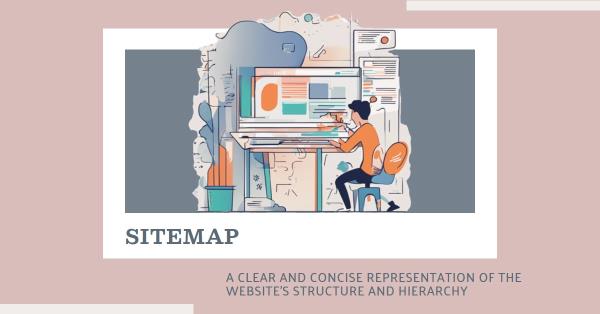 SITEMAP
A CLEAR AND CONCISE REPRESENTATION OF THE
WEBSITE'S STRUCTURE AND HIERARCHY